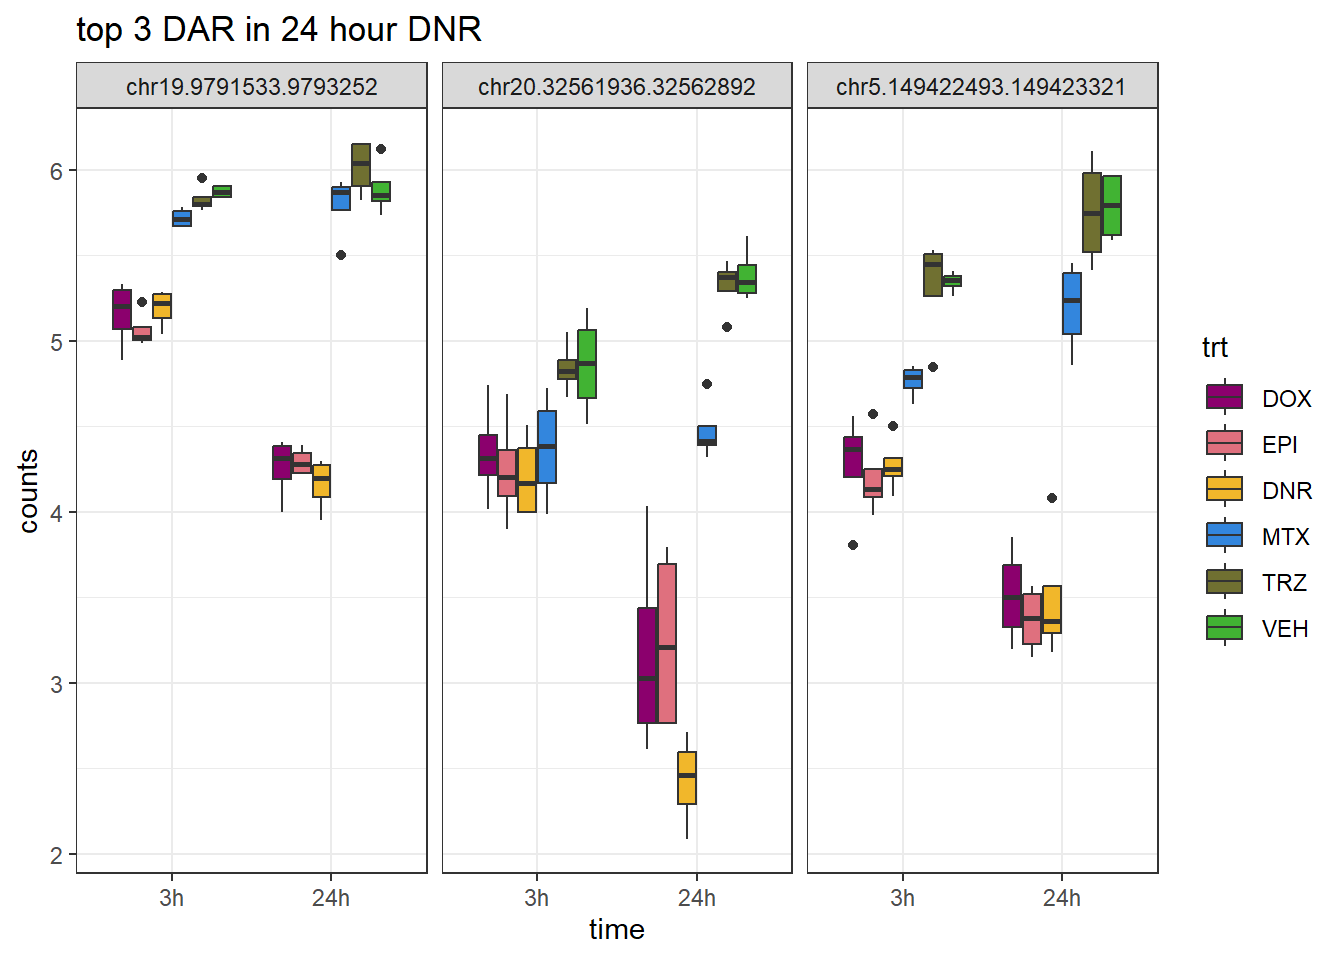 top 3 DAR in 24 hour DNR
chr19.9791533.9793252
chr20.32561936.32562892
chr5.149422493.149423321
6
5
4
3
2
counts
3h
24h
3h
24h
3h
24h
time
trt
DOX
EPI
DNR
MTX
TRZ
VEH